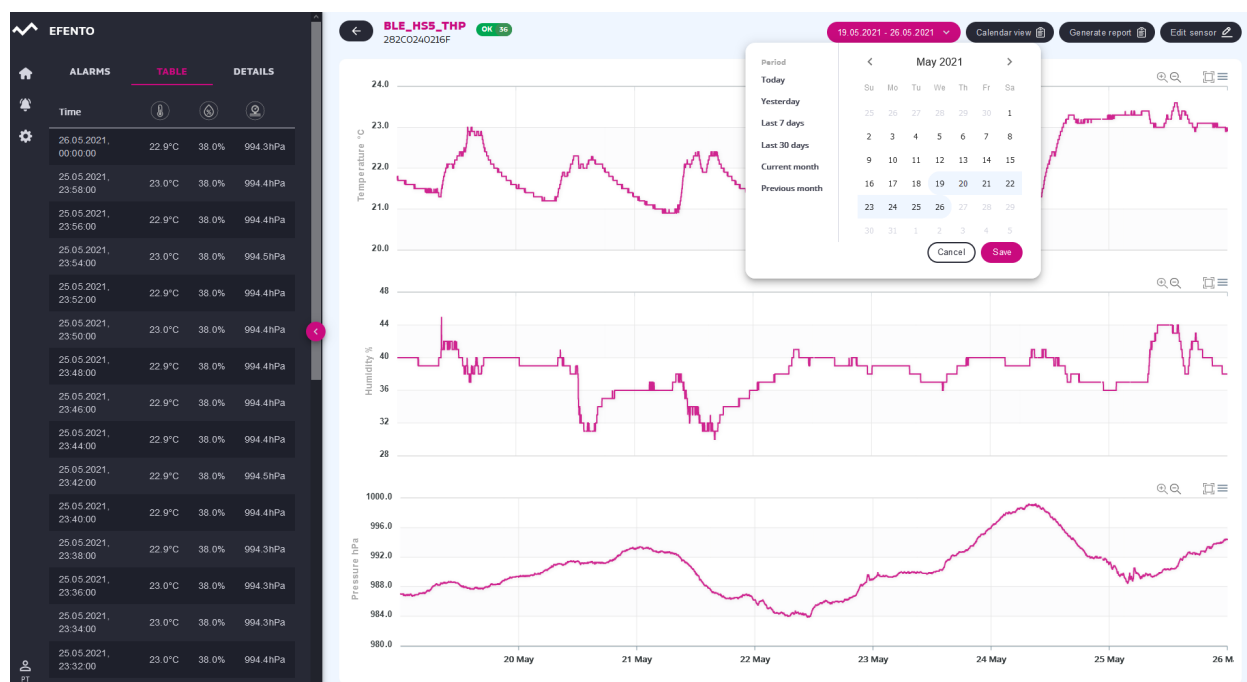 EFENTO
ALARMS TABLE DETAILS
Time
26.05.2021, 00:00:00 22.9°C 38.0% 994.3hPa
25.05.2021, 23:58:00 23.0°C 38.0% 994.4hPa
25.05.2021, 23:56:00 22.9°C 38.0% 994.4hPa
25.05.2021, 23:54:00 23.0°C 38.0% 994.5hPa
25.05.2021, 23:52:00 22.9°C 38.0% 994.4hPa
25.05.2021, 23:50:00 23.0°C 38.0% 994.4hPa
25.05.2021, 23:48:00 22.9°C 38.0% 994.4hPa
25.05.2021, 23:46:00 22.9°C 38.0% 994.4hPa
25.05.2021, 23:44:00 22.9°C 38.0% 994.4hPa
25.05.2021, 23:42:00 22.9°C 38.0% 994.5hPa
25.05.2021, 23:40:00 22.9°C 38.0% 994.4hPa
25.05.2021, 23:38:00 22.9°C 38.0% 994.3hPa
25.05.2021, 23:36:00 23.0°C 38.0% 994.3hPa
25.05.2021, 23:34:00 23.0°C 38.0% 994.3hPa
25.05.2021, 23:32:00 23.0°C 38.0% 994.4hPa
PT
BLE_HS5_THP OK 36
282C0240216F
19.05.2021 - 26.05.2021
Calendar view
Generate report
Edit sensor
Period
Today
Yesterday
Last 7 days
Last 30 days
Current month
Previous month
May 2021
Su Mo Tu We Th Fr Sa
25 26 27 28 29 30 1
2 3 4 5 6 7 8
9 10 11 12 13 14 15
16 17 18 19 20 21 22
23 24 25 26 27 28 29
30 31 1 2 3 4 5
Cancel Save
Temperature °C
24.0
23.0
22.0
21.0
20.0
Humidity %
48
44
40
36
32
28
Pressure hPa
1000.0
996.0
992.0
988.0
984.0
980.0
20 May 21 May 22 May 23 May 24 May 25 May 26 M